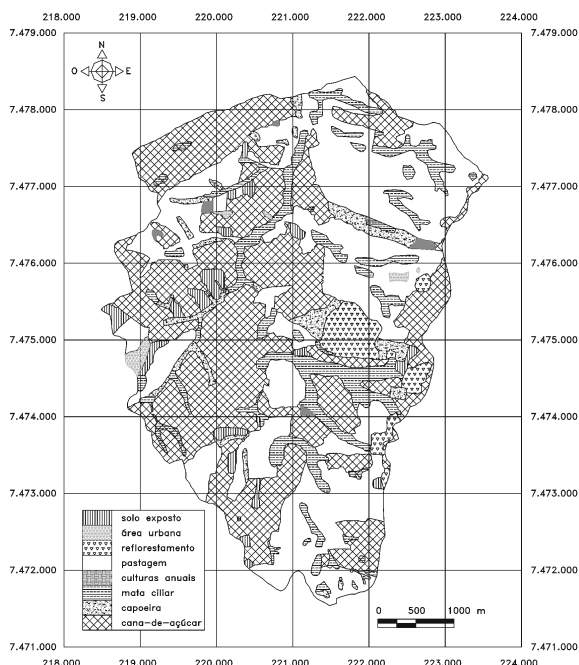 218.000 219.000 220.000 221.000 222.000 223.000 224.000
7.479.000 7.479.000
N
O E
S
7.478.000 7.478.000
7.477.000 7.477.000
7.476.000 7.476.000
7.475.000 7.475.000
7.474.000 7.474.000
7.473.000 7.473.000
solo exposto
área urbana
reflorestamento
pastagem
culturas anuais
mata ciliar
capoeira
cana-de-açúcar
7.472.000 7.472.000
0 500 1000 m
7.471.000 7.471.000
218.000 219.000 220.000 221.000 222.000 223.000 224.000